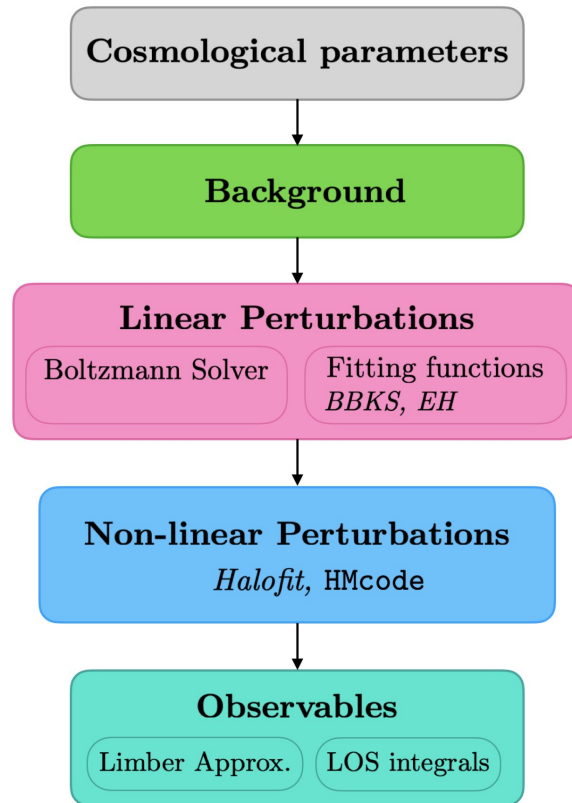 Cosmological parameters
Background
Linear Perturbations
Boltzmann Solver
Fitting functions
BBKS, EH
Non-linear Perturbations
Halofit, HMcode
Observables
Limber Approx.
LOS integrals